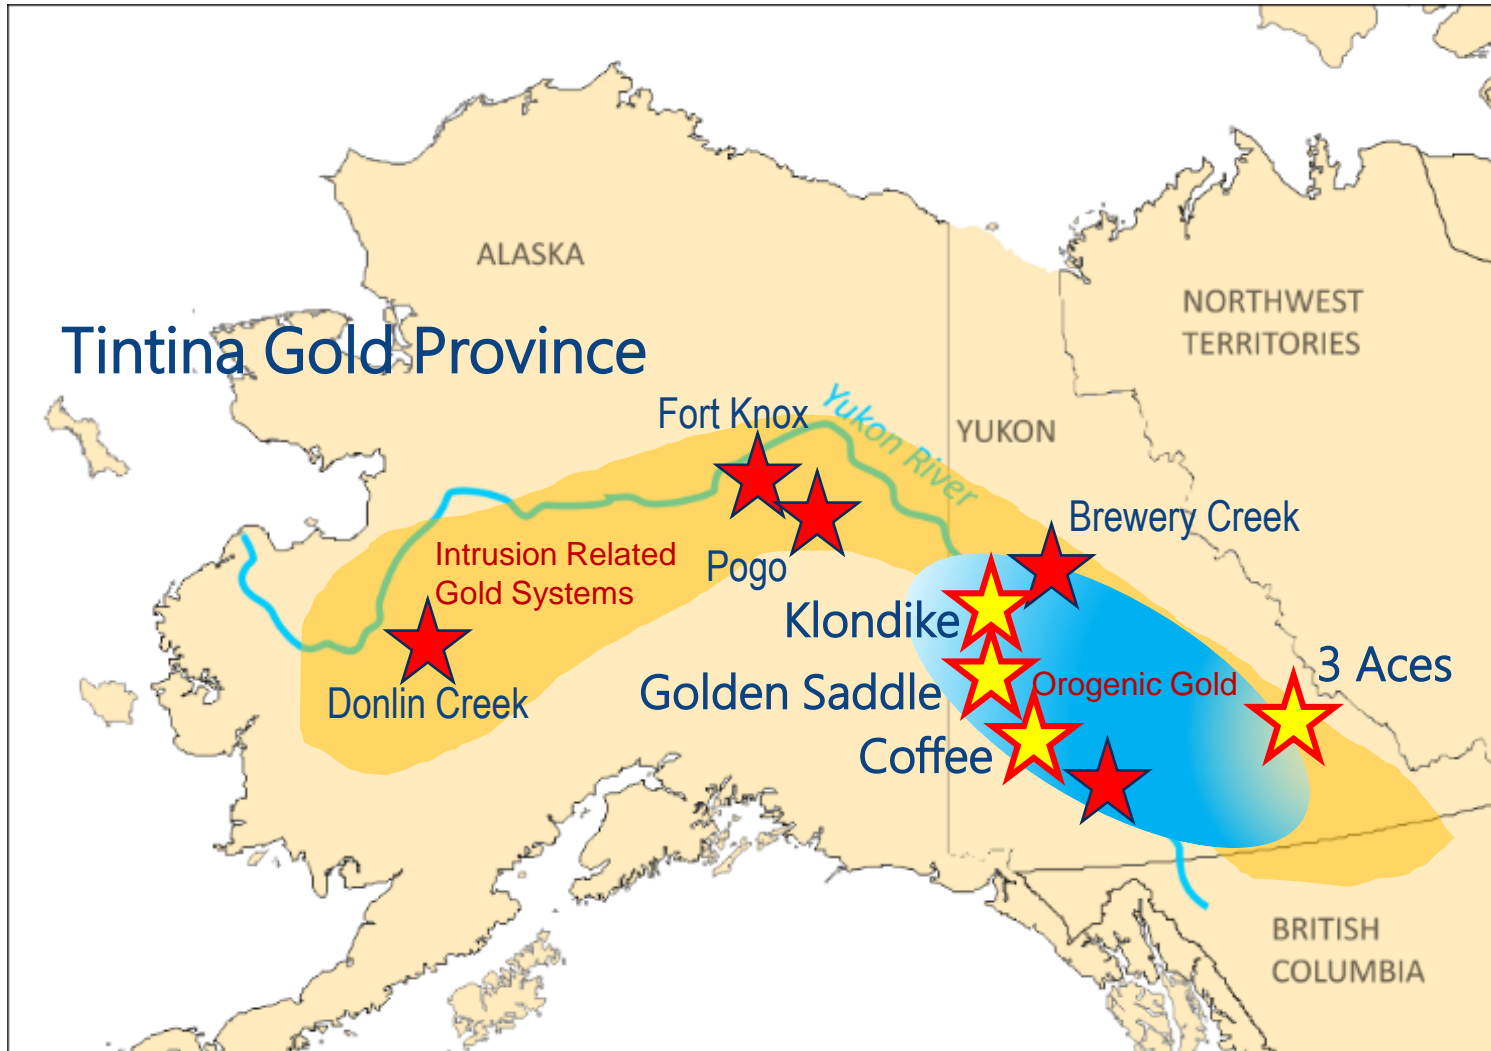 ALASKA
NORTHWEST
TERRITORIES
Tintina Gold Province
Fort Knox
Yukon River
YUKON
Brewery Creek
Intrusion Related
Gold Systems
Pogo
Klondike
3 Aces
Golden Saddle
Orogenic Gold
Donlin Creek
Coffee
BRITISH
COLUMBIA